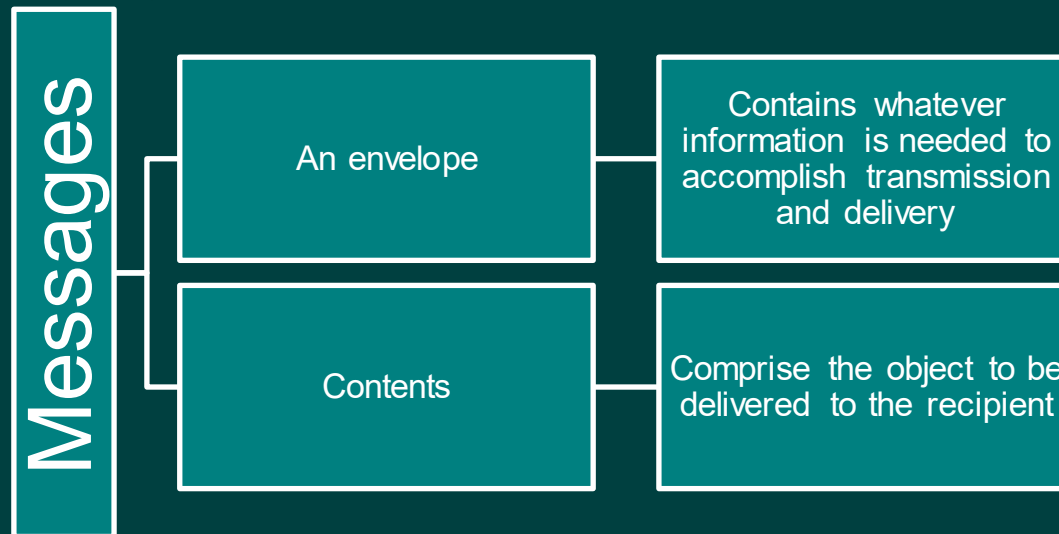 Messages
An envelope
Contains whatever
information is needed to
accomplish transmission
and delivery
Contents
Comprise the object to be
delivered to the recipient